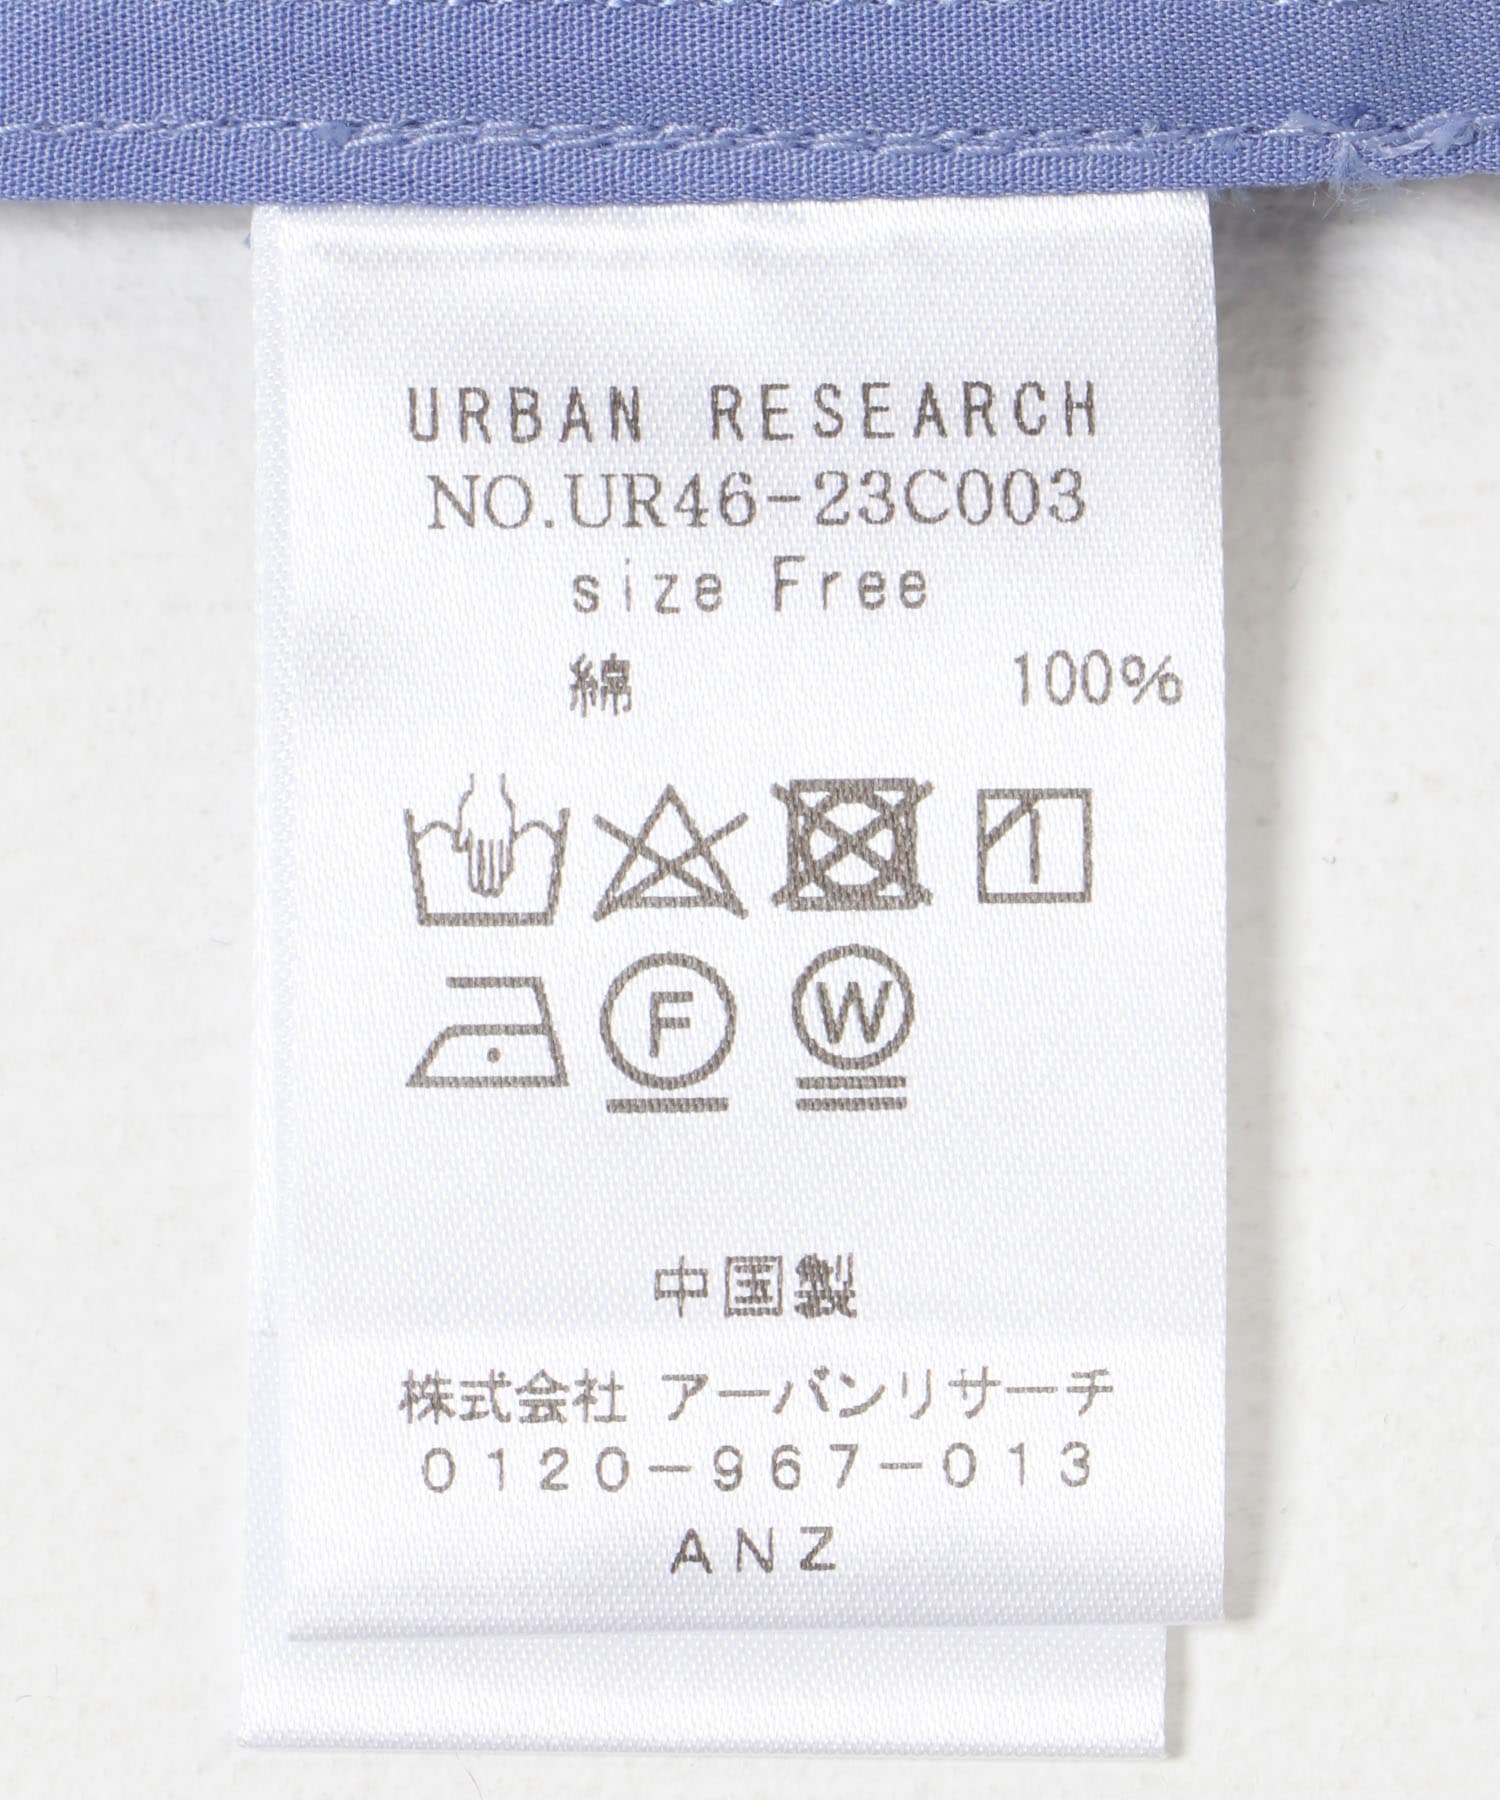 URBAN RESEARCH
NO.UR46-23C003
size Free
綿 100%
F W
中国製
株式会社 アーバンリサーチ
0120-967-013
ANZ